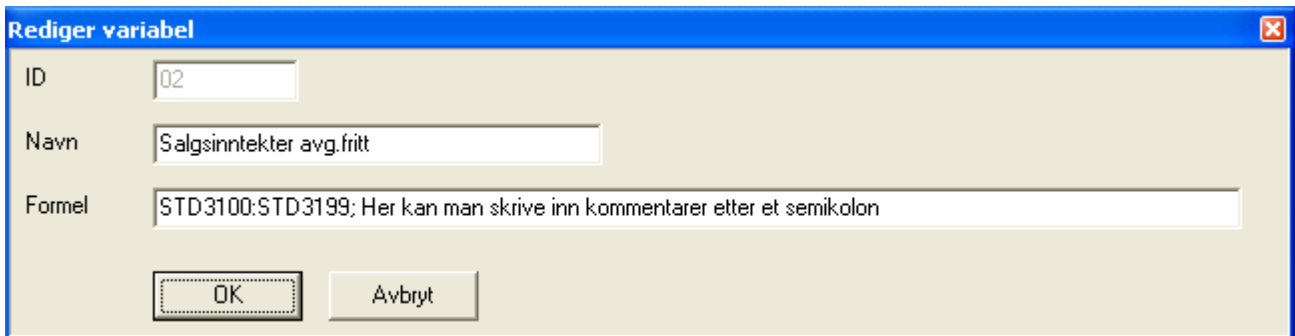 Rediger variabel
ID 02
Navn Salgsinntekter avg.fritt
Formel STD3100:STD3199; Her kan man skrive inn kommentarer etter et semikolon
OK Avbryt